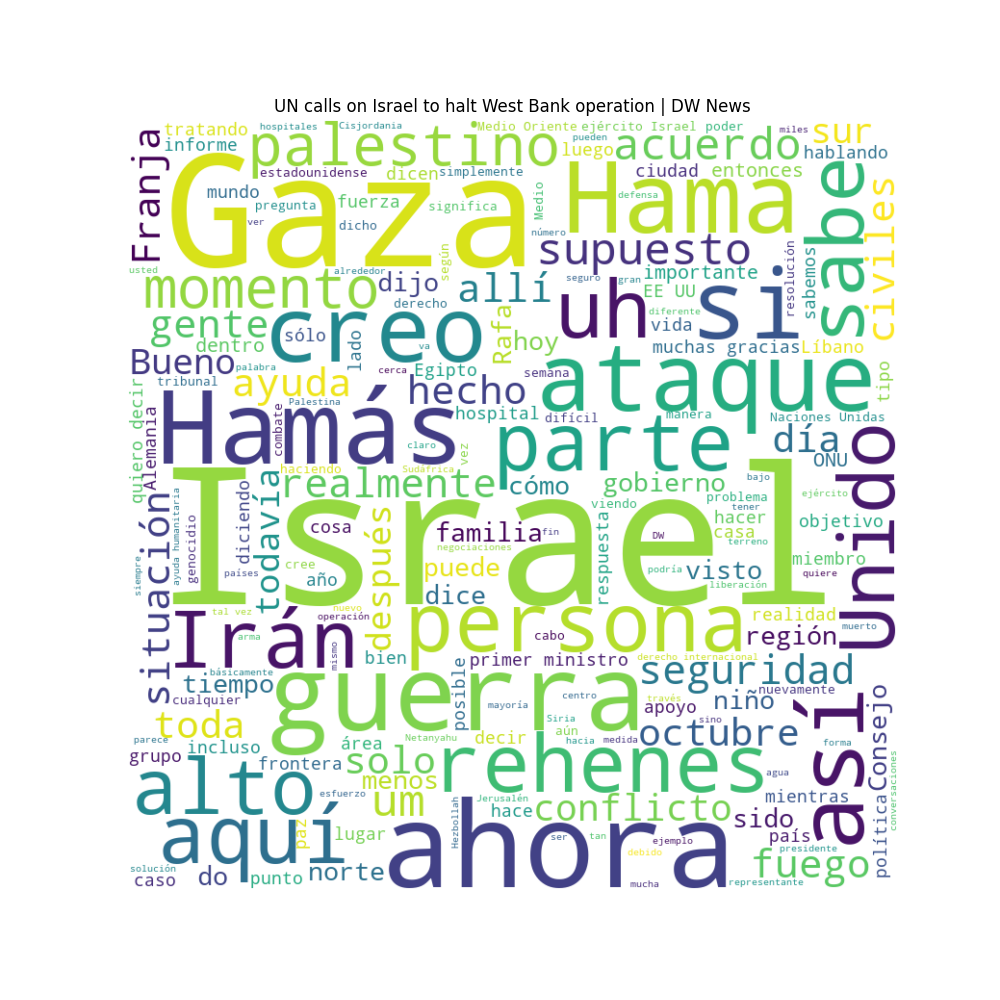 UN calls on Israel to halt West Bank operation | DW News
tratando
hospitales
Cisjordania
Medio Oriente
ejército Israel
poder
miles
sur
Franja
informe
palestino
pueden
luego
acuerdo
hablando
estadounidense
dicen
simplemente
ciudad
entonces
Gaza
Hama
sabe
civiles
mundo
pregunta
fuerza
significa
Medio
defensa
ver
dicho
número
supuesto
resolución
sabemos
usted
alrededor
según
momento
dijo
allí
seguro
gran
importante
EE UU
derecho
uh
si
diferente
gente
sólo
creo
Rafa
hoy
vida
dentro
lado
va
muchas gracias
Líbano
Bueno
palabra
cerca
Egipto
semana
ataque
tipo
tribunal
ayuda
hecho
quiero decir
Alemania
Hamás
Palestina
combate
hospital
difícil
manera
Naciones Unidas
parte
día
ONU
Unido
claro
vez
haciendo
Sudáfrica
bajo
realmente
cómo
gobierno
situación
ayuda humanitaria
genocidio
diciendo
todavía
Israel
viendo
problema
tener
ejército
cosa
después
familia
fin
respuesta
DW
hacer
casa
objetivo
negociaciones
terreno
siempre
países
cree
año
puede
podría
visto
miembro
quiere
liberación
dice
tal vez
nuevo
operación
persona
realidad
muerto
Irán
arma
mismo
cabo
región
bien
primer ministro
derecho internacional
básicamente
tiempo
guerra
posible
seguridad
cualquier
centro
niño
nuevamente
toda
mayoría
través
apoyo
así
Consejo
Netanyahu
decir
Siria
aún
sino
octubre
parece
incluso
área
hacia
medida
forma
grupo
frontera
solo
rehenes
agua
conversaciones
alto
menos
esfuerzo
um
Jerusalén
hace
conflicto
mientras
política
aquí
paz
lugar
Hezbollah
ahora
sido
país
ser
tan
ejemplo
presidente
debido
fuego
solución
caso
do
punto
norte
mucha
representante